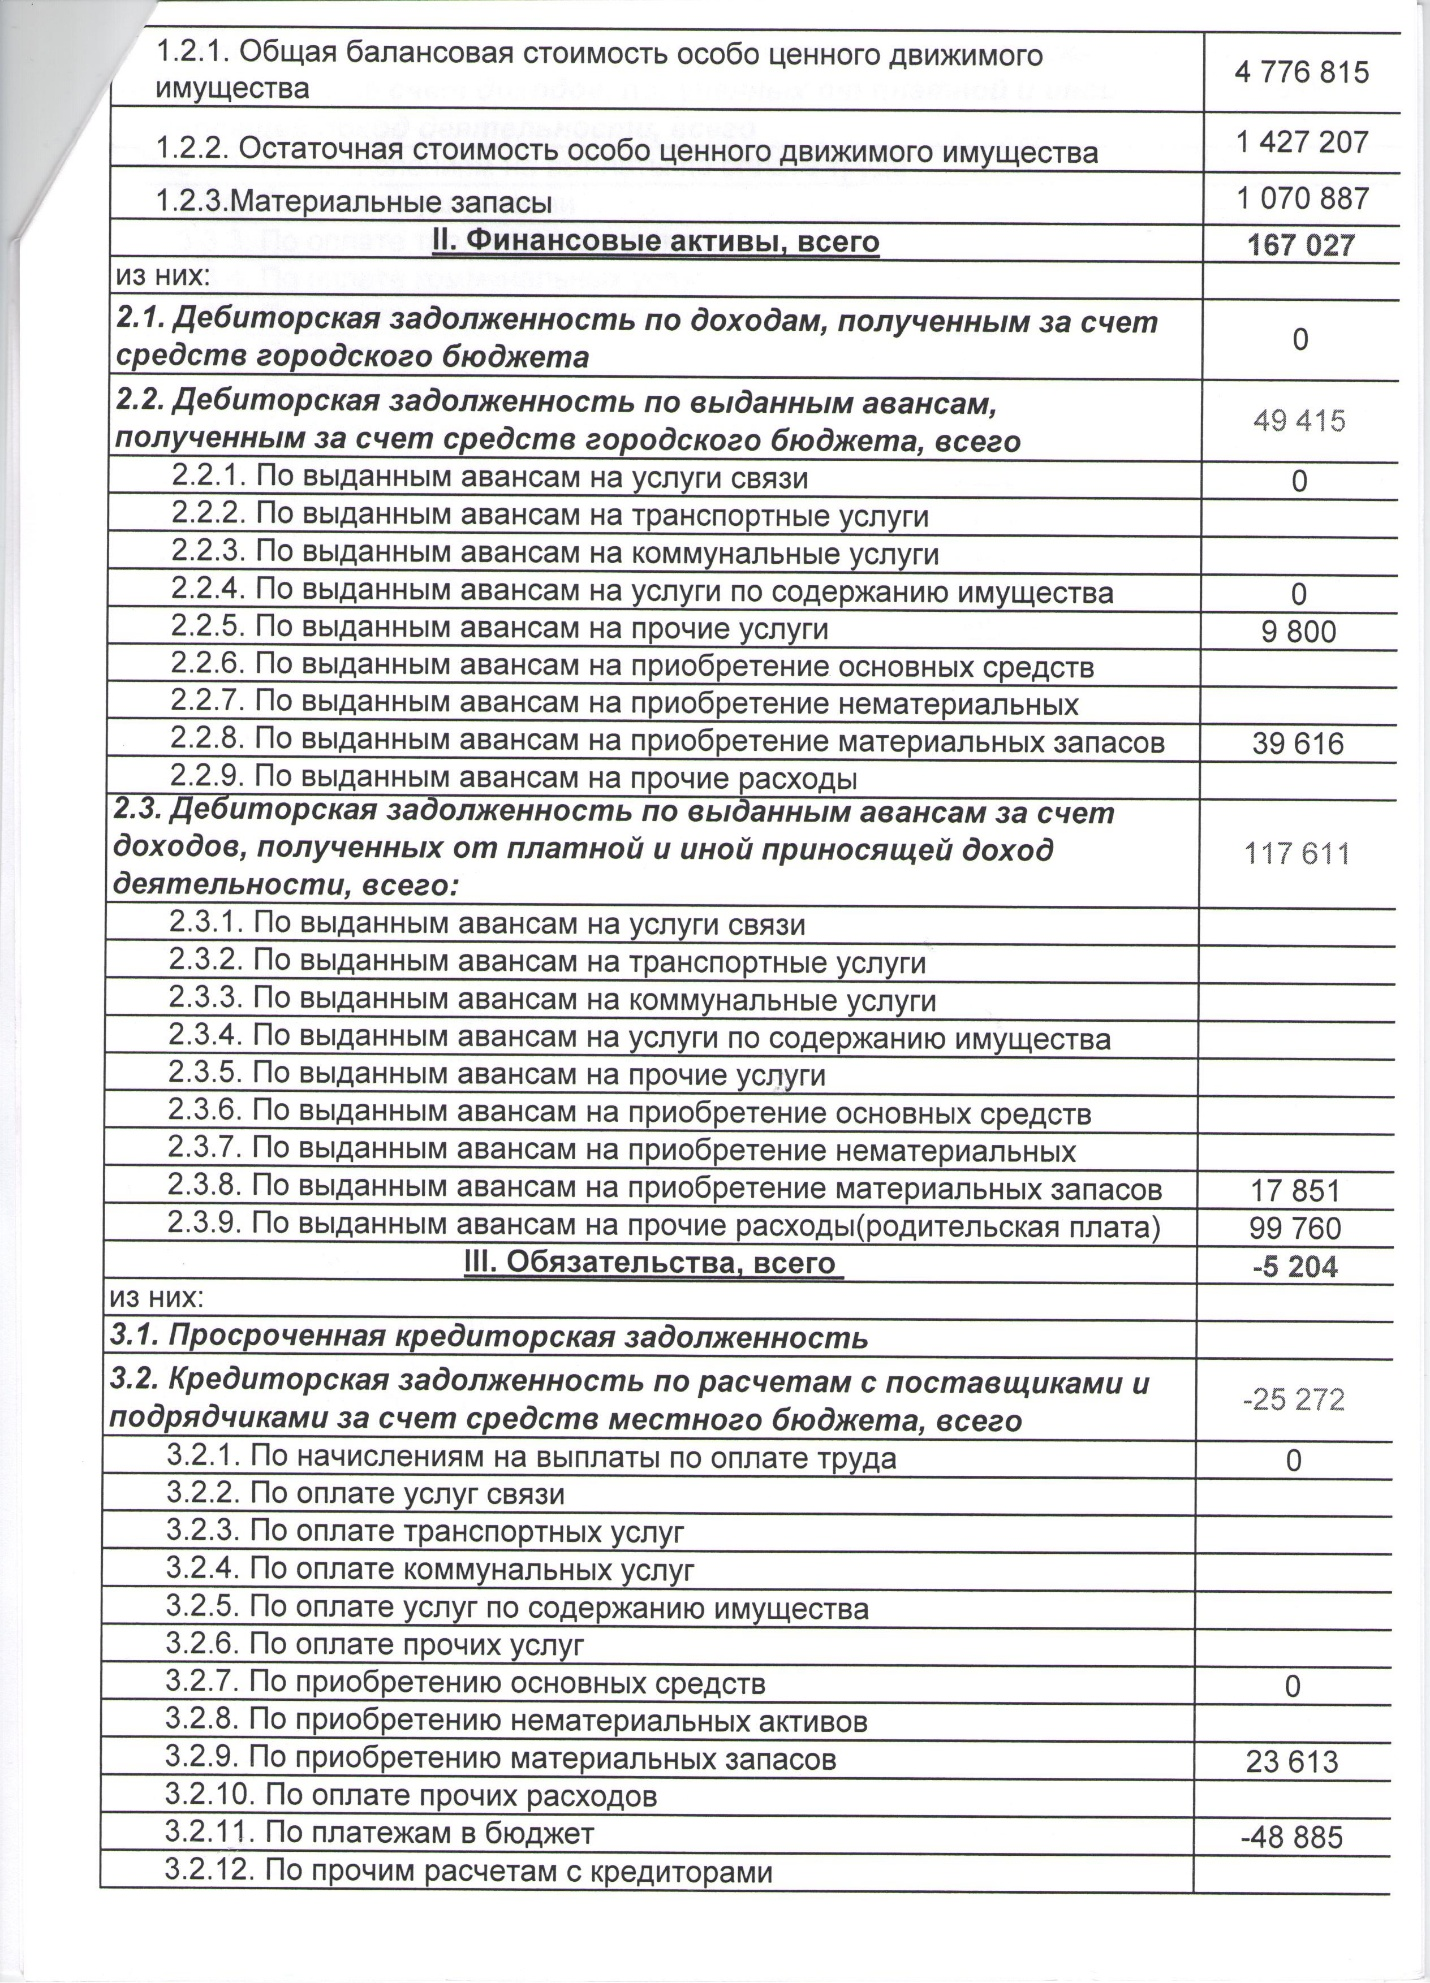 1.2.1. Общая балансовая стоимость особо ценного движимого
имущества
4 776 815
1.2.2. Остаточная стоимость особо ценного движимого имущества
1 427 207
1.2.3.Материальные запасы
1 070 887
II. Финансовые активы, всего
167 027
из них:
2.1. Дебиторская задолженность по доходам, полученным за счет
средств городского бюджета
0
2.2. Дебиторская задолженность по выданным авансам,
полученным за счет средств городского бюджета, всего
49 415
2.2.1. По выданным авансам на услуги связи
0
2.2.2. По выданным авансам на транспортные услуги
2.2.3. По выданным авансам на коммунальные услуги
2.2.4. По выданным авансам на услуги по содержанию имущества
0
2.2.5. По выданным авансам на прочие услуги
9 800
2.2.6. По выданным авансам на приобретение основных средств
2.2.7. По выданным авансам на приобретение нематериальных
2.2.8. По выданным авансам на приобретение материальных запасов
39 616
2.2.9. По выданным авансам на прочие расходы
2.3. Дебиторская задолженность по выданным авансам за счет
доходов, полученных от платной и иной приносящей доход
деятельности, всего:
117 611
2.3.1. По выданным авансам на услуги связи
2.3.2. По выданным авансам на транспортные услуги
2.3.3. По выданным авансам на коммунальные услуги
2.3.4. По выданным авансам на услуги по содержанию имущества
2.3.5. По выданным авансам на прочие услуги
2.3.6. По выданным авансам на приобретение основных средств
2.3.7. По выданным авансам на приобретение нематериальных
2.3.8. По выданным авансам на приобретение материальных запасов
17 851
2.3.9. По выданным авансам на прочие расходы(родительская плата)
99 760
III. Обязательства, всего
-5 204
из них:
3.1. Просроченная кредиторская задолженность
3.2. Кредиторская задолженность по расчетам с поставщиками и
подрядчиками за счет средств местного бюджета, всего
-25 272
3.2.1. По начислениям на выплаты по оплате труда
0
3.2.2. По оплате услуг связи
3.2.3. По оплате транспортных услуг
3.2.4. По оплате коммунальных услуг
3.2.5. По оплате услуг по содержанию имущества
3.2.6. По оплате прочих услуг
3.2.7. По приобретению основных средств
0
3.2.8. По приобретению нематериальных активов
3.2.9. По приобретению материальных запасов
23 613
3.2.10. По оплате прочих расходов
3.2.11. По платежам в бюджет
-48 885
3.2.12. По прочим расчетам с кредиторами